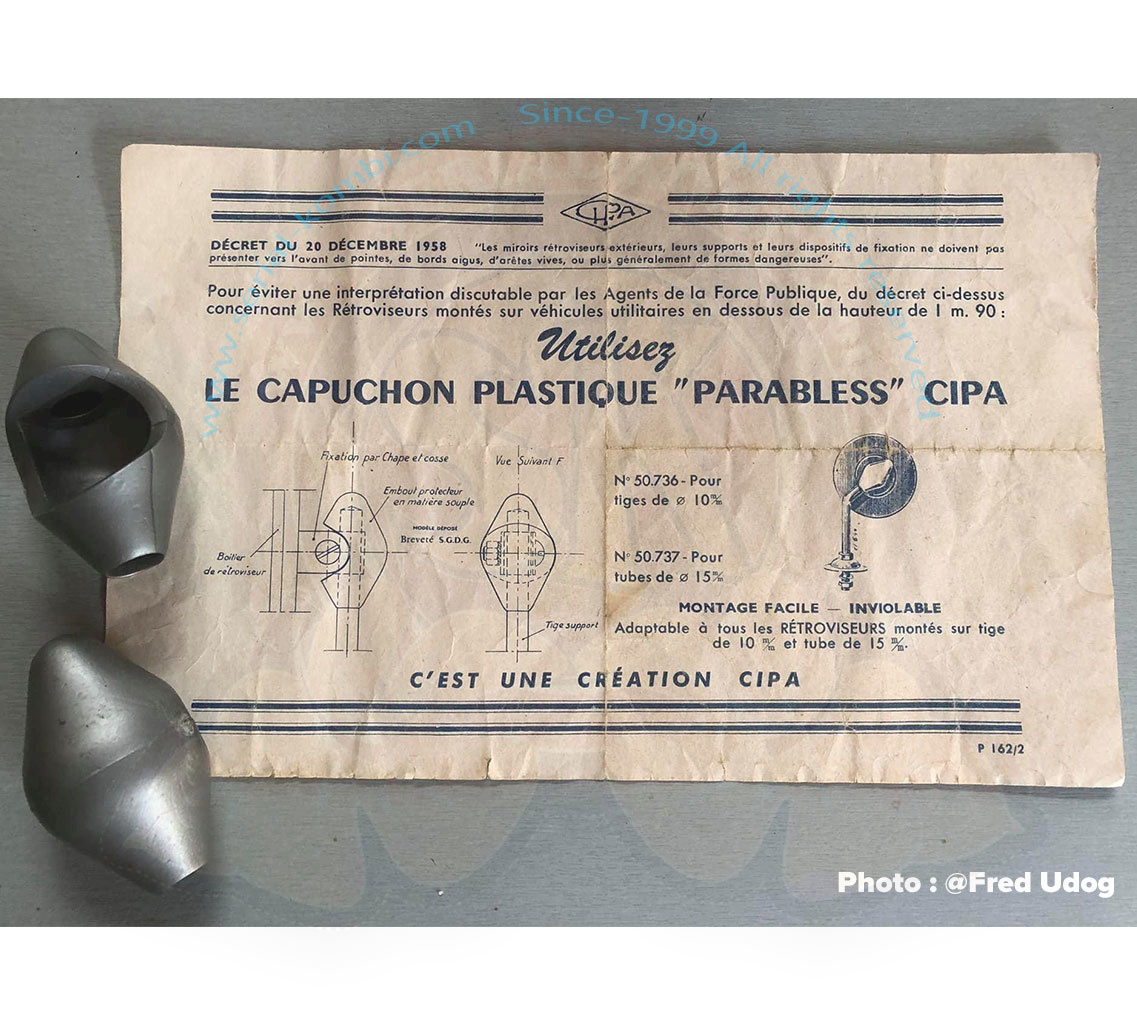 www.smile-kombi.com Since-1999 All rights reserved
CIPA
DÉCRET DU 20 DÉCEMBRE 1958 "Les miroirs rétroviseurs extérieurs, leurs supports et leurs dispositifs de fixation ne doivent pas
présenter vers l'avant de pointes, de bords aigus, d'arêtes vives, ou plus généralement de formes dangereuses".
Pour éviter une interprétation discutable par les Agents de la Force Publique, du décret ci-dessus
concernant les Rétroviseurs montés sur véhicules utilitaires en dessous de la hauteur de 1 m. 90 :
Utilisez
LE CAPUCHON PLASTIQUE "PARABLESS" CIPA
Fixation par Chape et cosse
Vue Suivant F
Embout protecteur
en matière souple
MODÈLE DÉPOSÉ
Breveté S.G.D.G.
Boitier
de rétroviseur
Tige support
N° 50.736 - Pour
tiges de ø 10 m/m
N° 50.737 - Pour
tubes de ø 15 m/m
MONTAGE FACILE — INVIOLABLE
Adaptable à tous les RÉTROVISEURS montés sur tige
de 10 m/m et tube de 15 m/m.
C'EST UNE CRÉATION CIPA
P 162/2
Photo : @Fred Udog